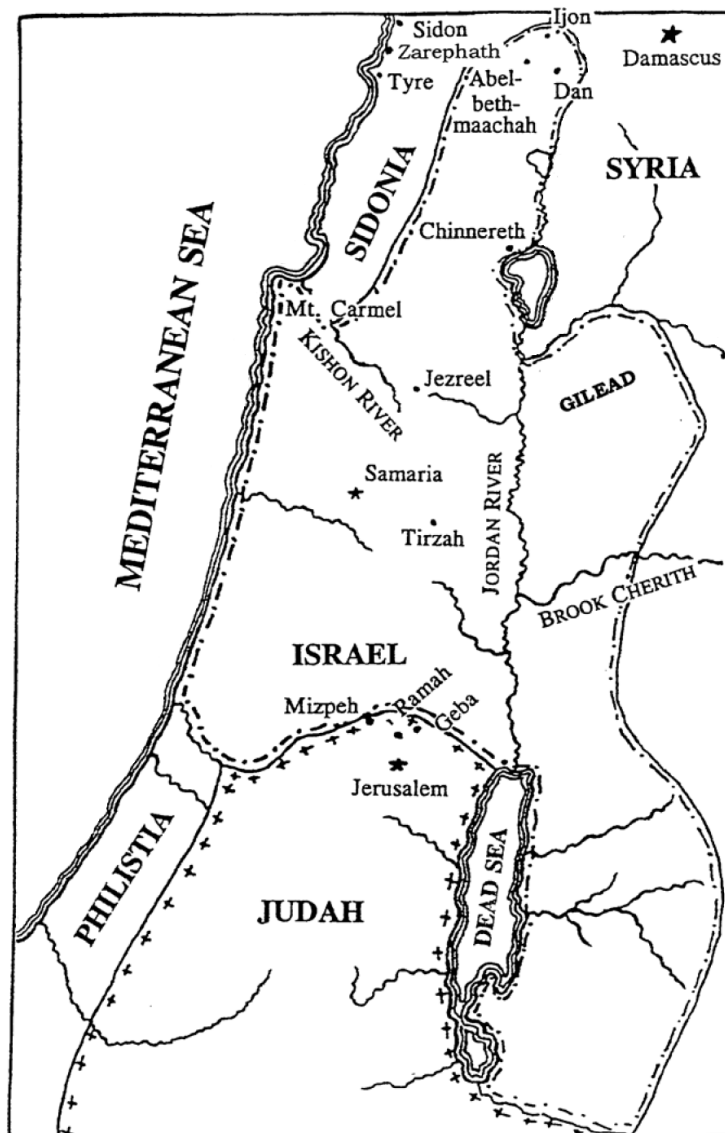 Ijon
Sidon
Zarephath
Damascus
Tyre
Abel-
beth-
maachah
Dan
SYRIA
SIDONIA
Chinnereth
MEDITERRANEAN SEA
Mt. Carmel
KISHON RIVER
Jezreel
GILEAD
Samaria
Tirzah
JORDAN RIVER
BROOK CHERITH
ISRAEL
Mizpeh
Ramah
Geba
Jerusalem
PHILISTIA
JUDAH
DEAD SEA